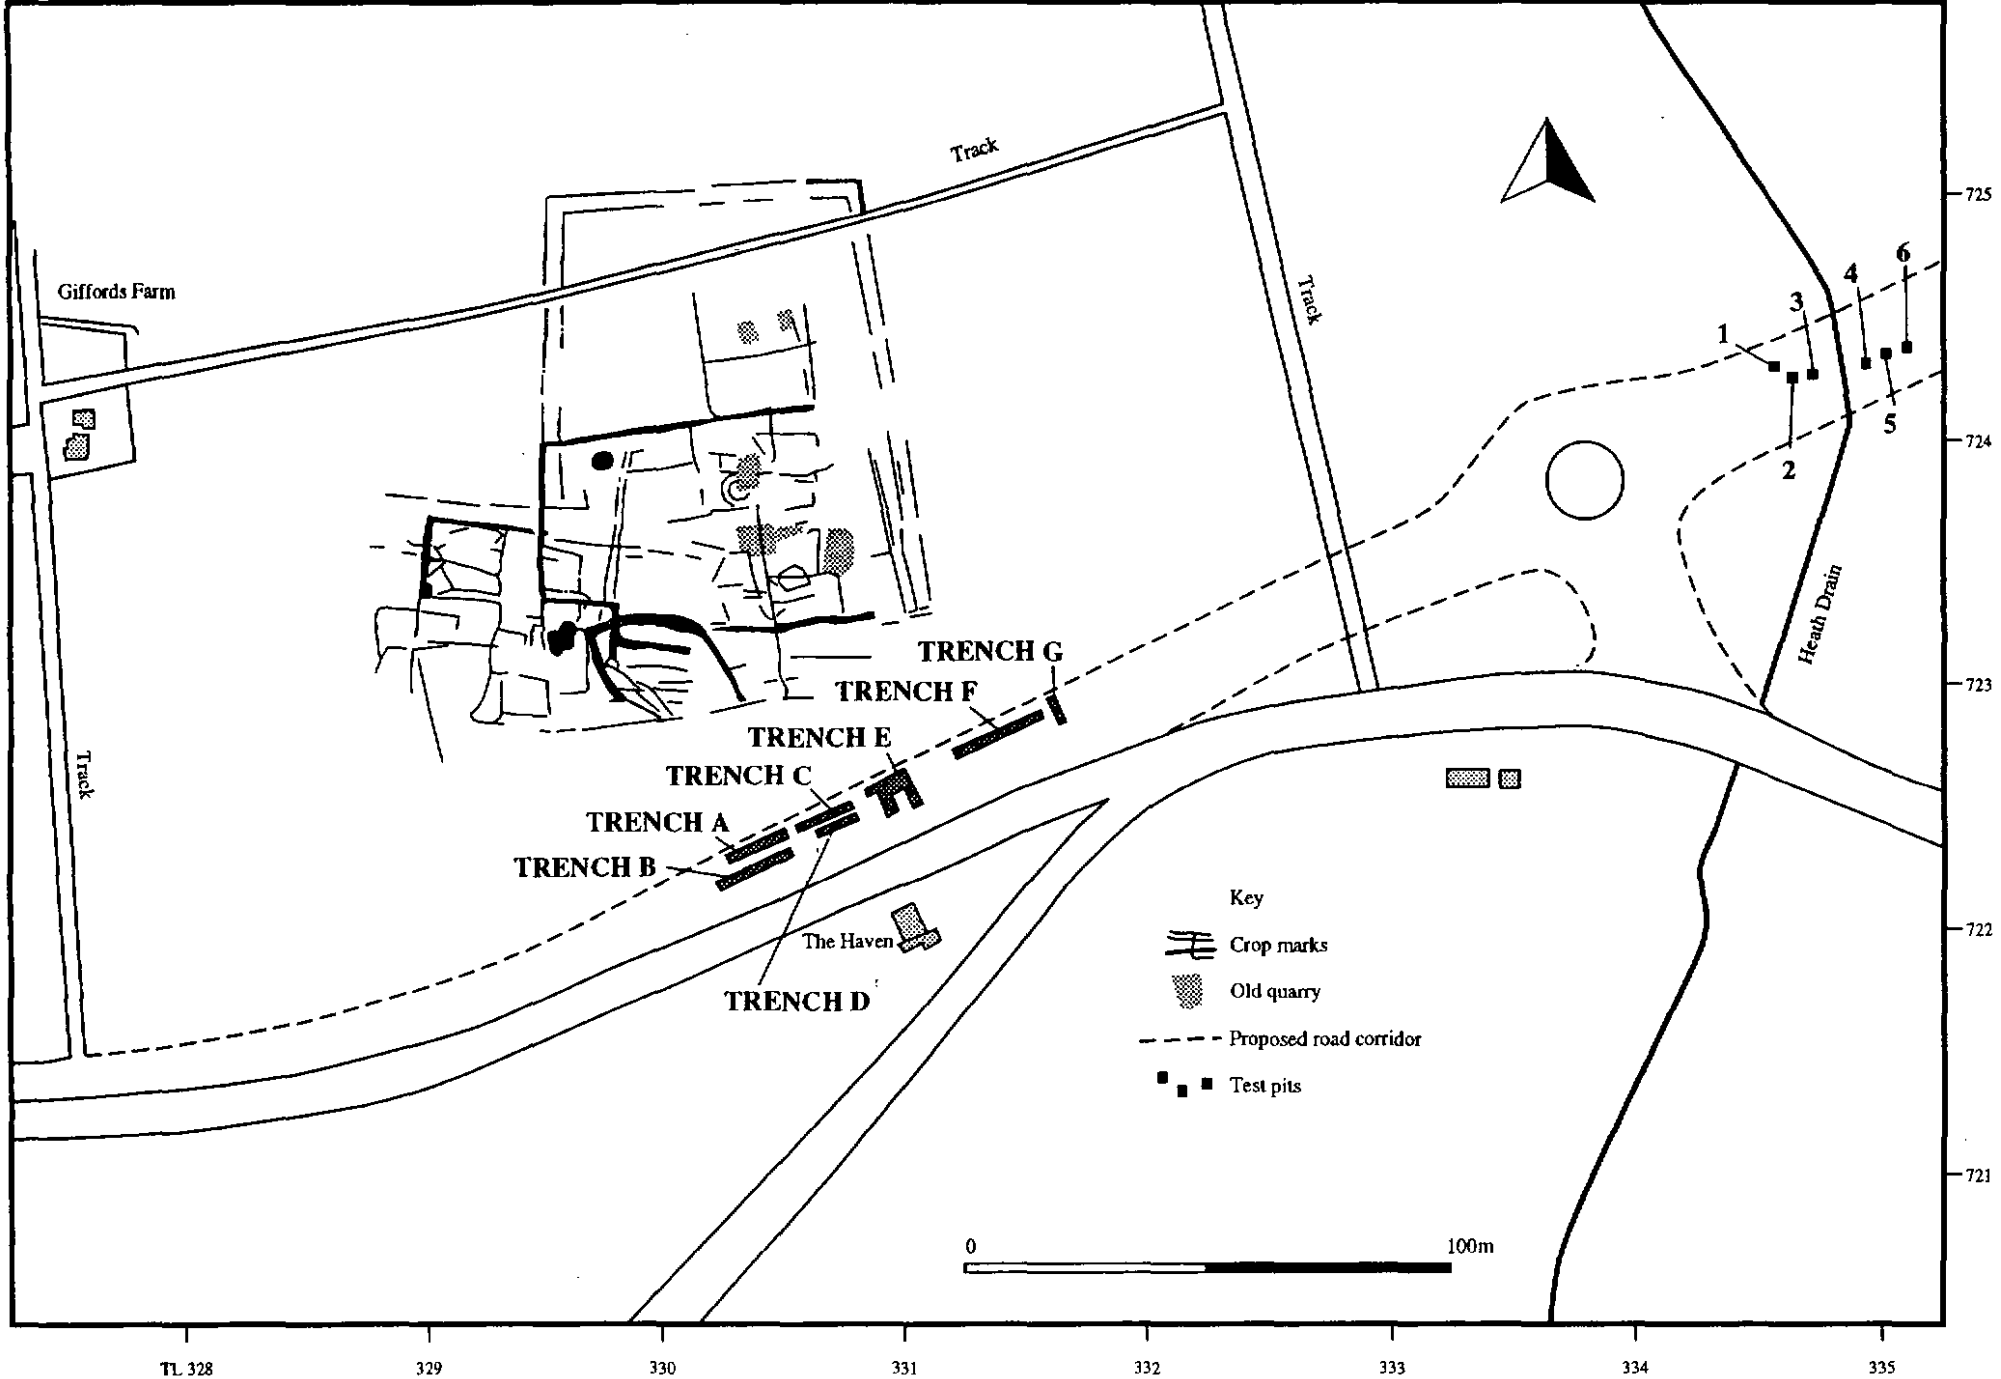 Track
725
6
4
Giffords Farm
Track
3
1
5
724
2
Heath Drain
TRENCH G
TRENCH F
723
TRENCH E
Track
TRENCH C
TRENCH A
TRENCH B
Key
722
The Haven
Crop marks
TRENCH D
Old quarry
Proposed road corridor
Test pits
721
0 100m
TL 328 329 330 331 332 333 334 335